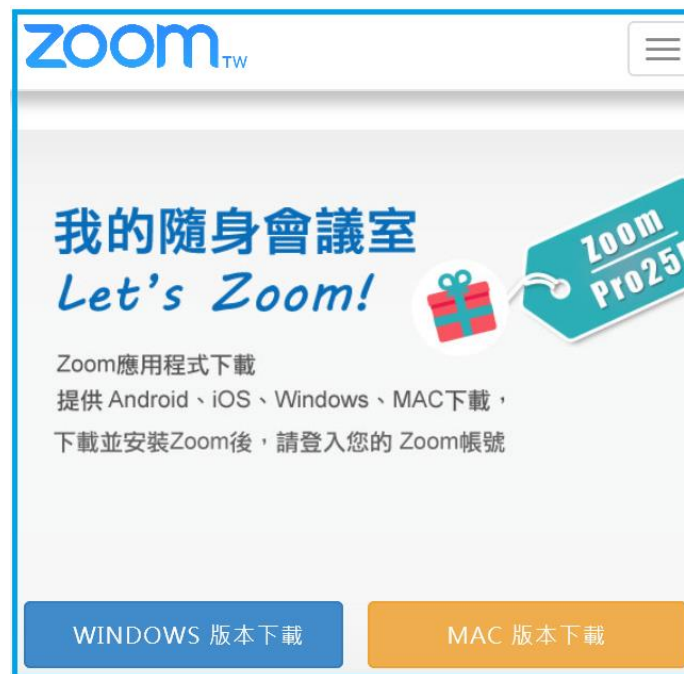 zoom TW
我的隨身會議室
Let's Zoom!
Zoom
Pro25
Zoom應用程式下載
提供 Android、iOS、Windows、MAC下載，
下載並安裝Zoom後，請登入您的 Zoom帳號
WINDOWS 版本下載
MAC 版本下載